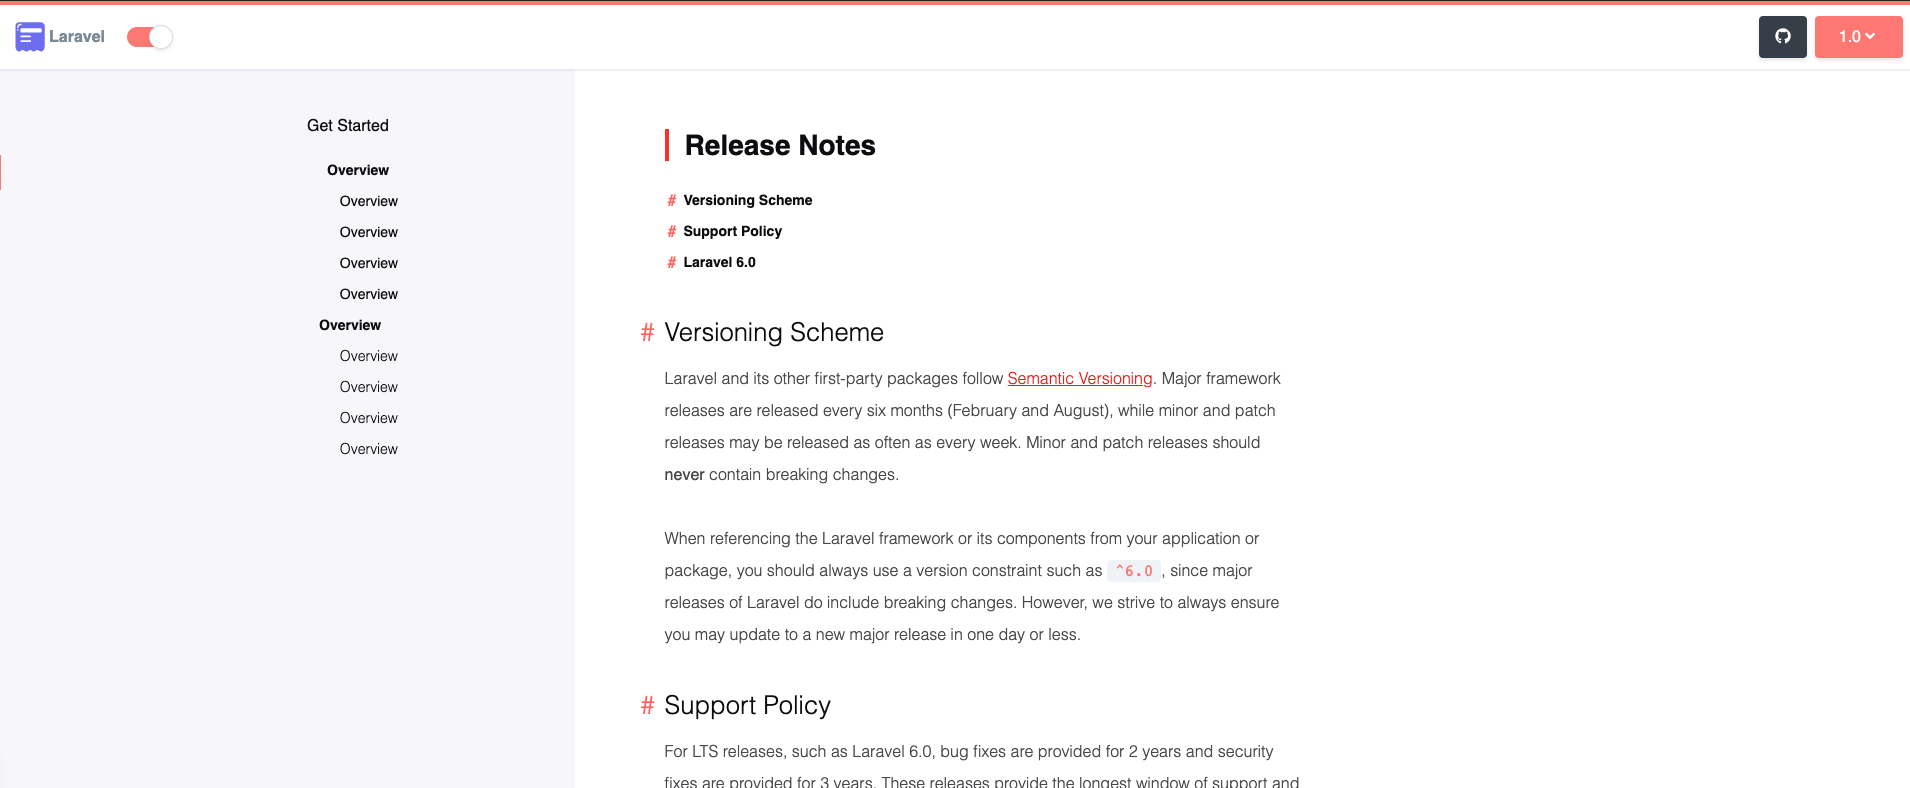 Laravel
1.0
Get Started
Overview
Overview
Overview
Overview
Overview
Overview
Overview
Overview
Overview
Overview
Release Notes
# Versioning Scheme
# Support Policy
# Laravel 6.0
# Versioning Scheme
Laravel and its other first-party packages follow Semantic Versioning. Major framework
releases are released every six months (February and August), while minor and patch
releases may be released as often as every week. Minor and patch releases should
never contain breaking changes.
When referencing the Laravel framework or its components from your application or
package, you should always use a version constraint such as ^6.0, since major
releases of Laravel do include breaking changes. However, we strive to always ensure
you may update to a new major release in one day or less.
# Support Policy
For LTS releases, such as Laravel 6.0, bug fixes are provided for 2 years and security
fixes are provided for 3 years. These releases provide the longest window of support and